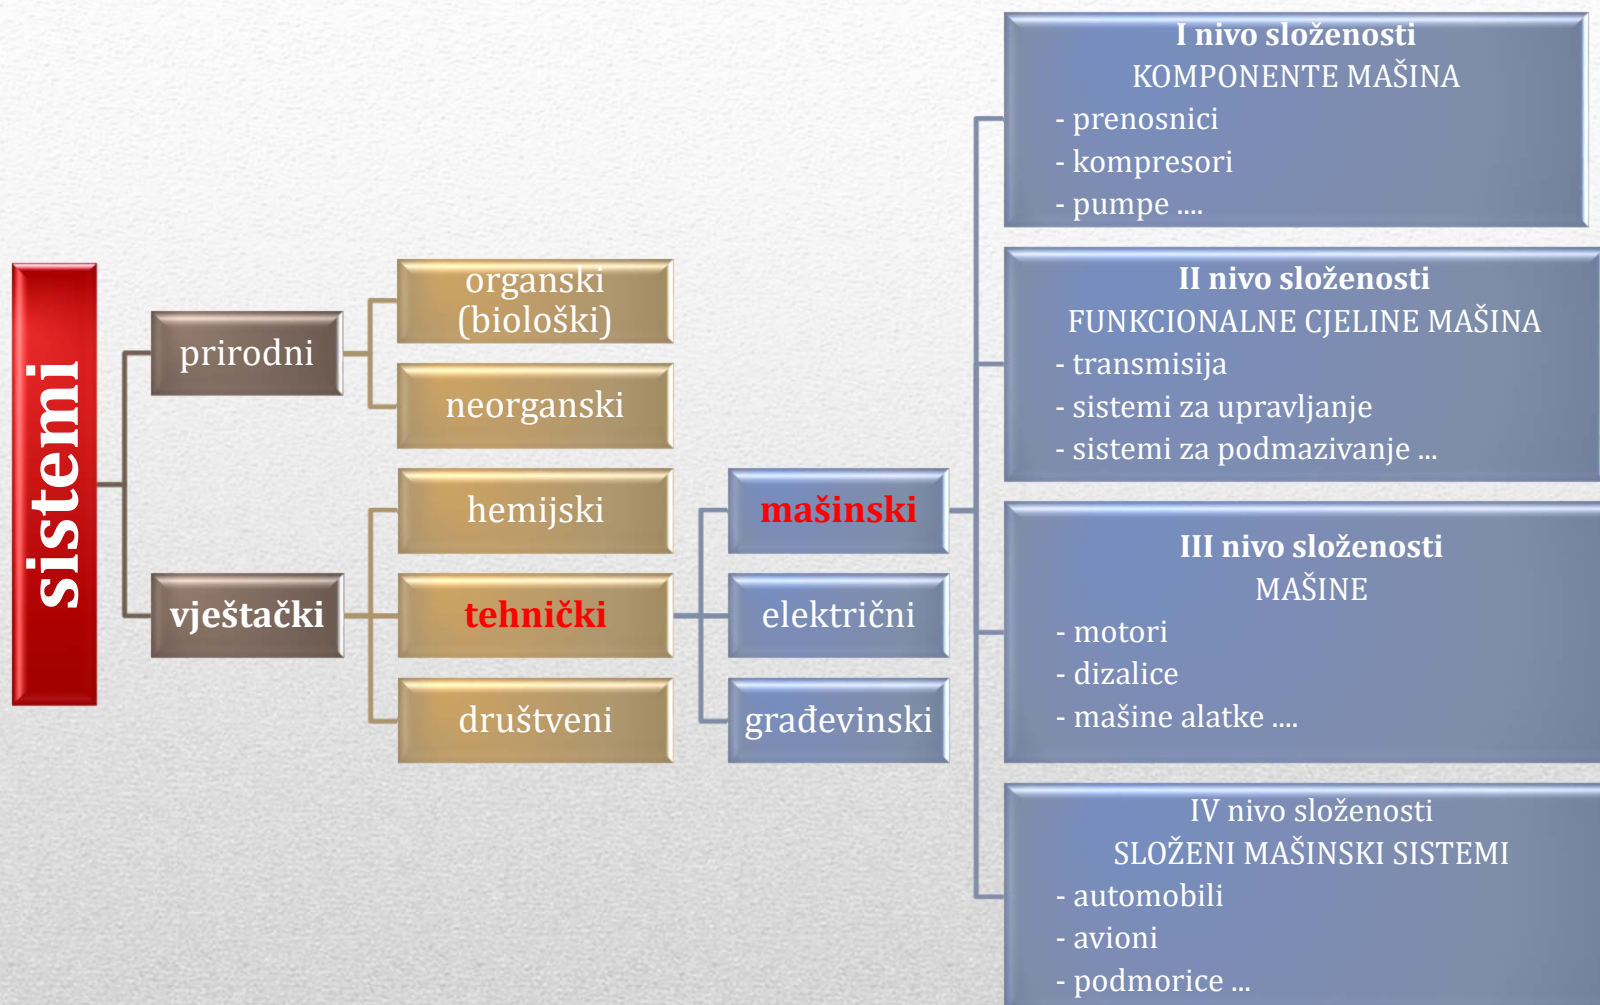 sistemi
prirodni
vještački
organski
(biološki)
neorganski
hemijski
tehnički
društveni
mašinski
električni
građevinski
I nivo složenosti
KOMPONENTE MAŠINA
- prenosnici
- kompresori
- pumpe ....
II nivo složenosti
FUNKCIONALNE CJELINE MAŠINA
- transmisija
- sistemi za upravljanje
- sistemi za podmazivanje ...
III nivo složenosti
MAŠINE
- motori
- dizalice
- mašine alatke ....
IV nivo složenosti
SLOŽENI MAŠINSKI SISTEMI
- automobili
- avioni
- podmorice ...